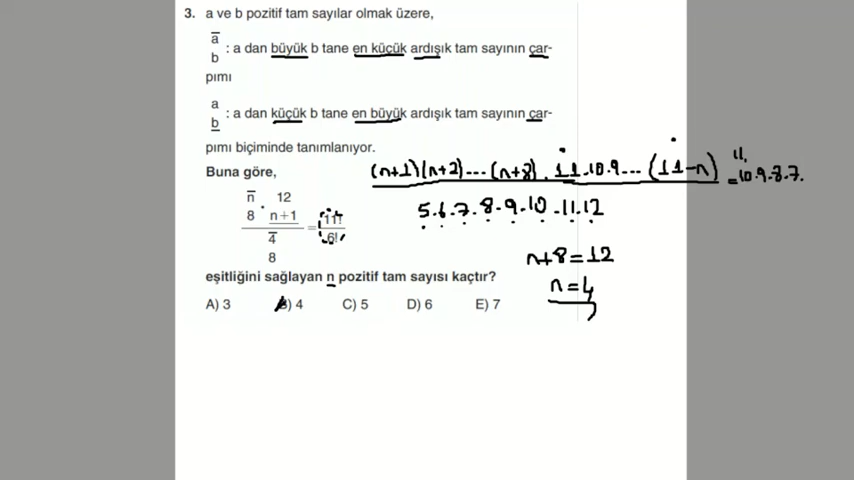 3. a ve b pozitif tam sayılar olmak üzere,
a
b : a dan büyük b tane en küçük ardışık tam sayının çar-
pımı
a
b : a dan küçük b tane en büyük ardışık tam sayının çar-
pımı biçiminde tanımlanıyor.
(n+1)(n+2)...(n+8). 11.10.9...(11-n) = 11.10.9.8.7.
Buna göre,
n 12
8 . n+1
4
8
= 11!
6!
5.6.7.8.9.10.11.12
n+8=12
n=4
eşitliğini sağlayan n pozitif tam sayısı kaçtır?
A) 3 B) 4 C) 5 D) 6 E) 7